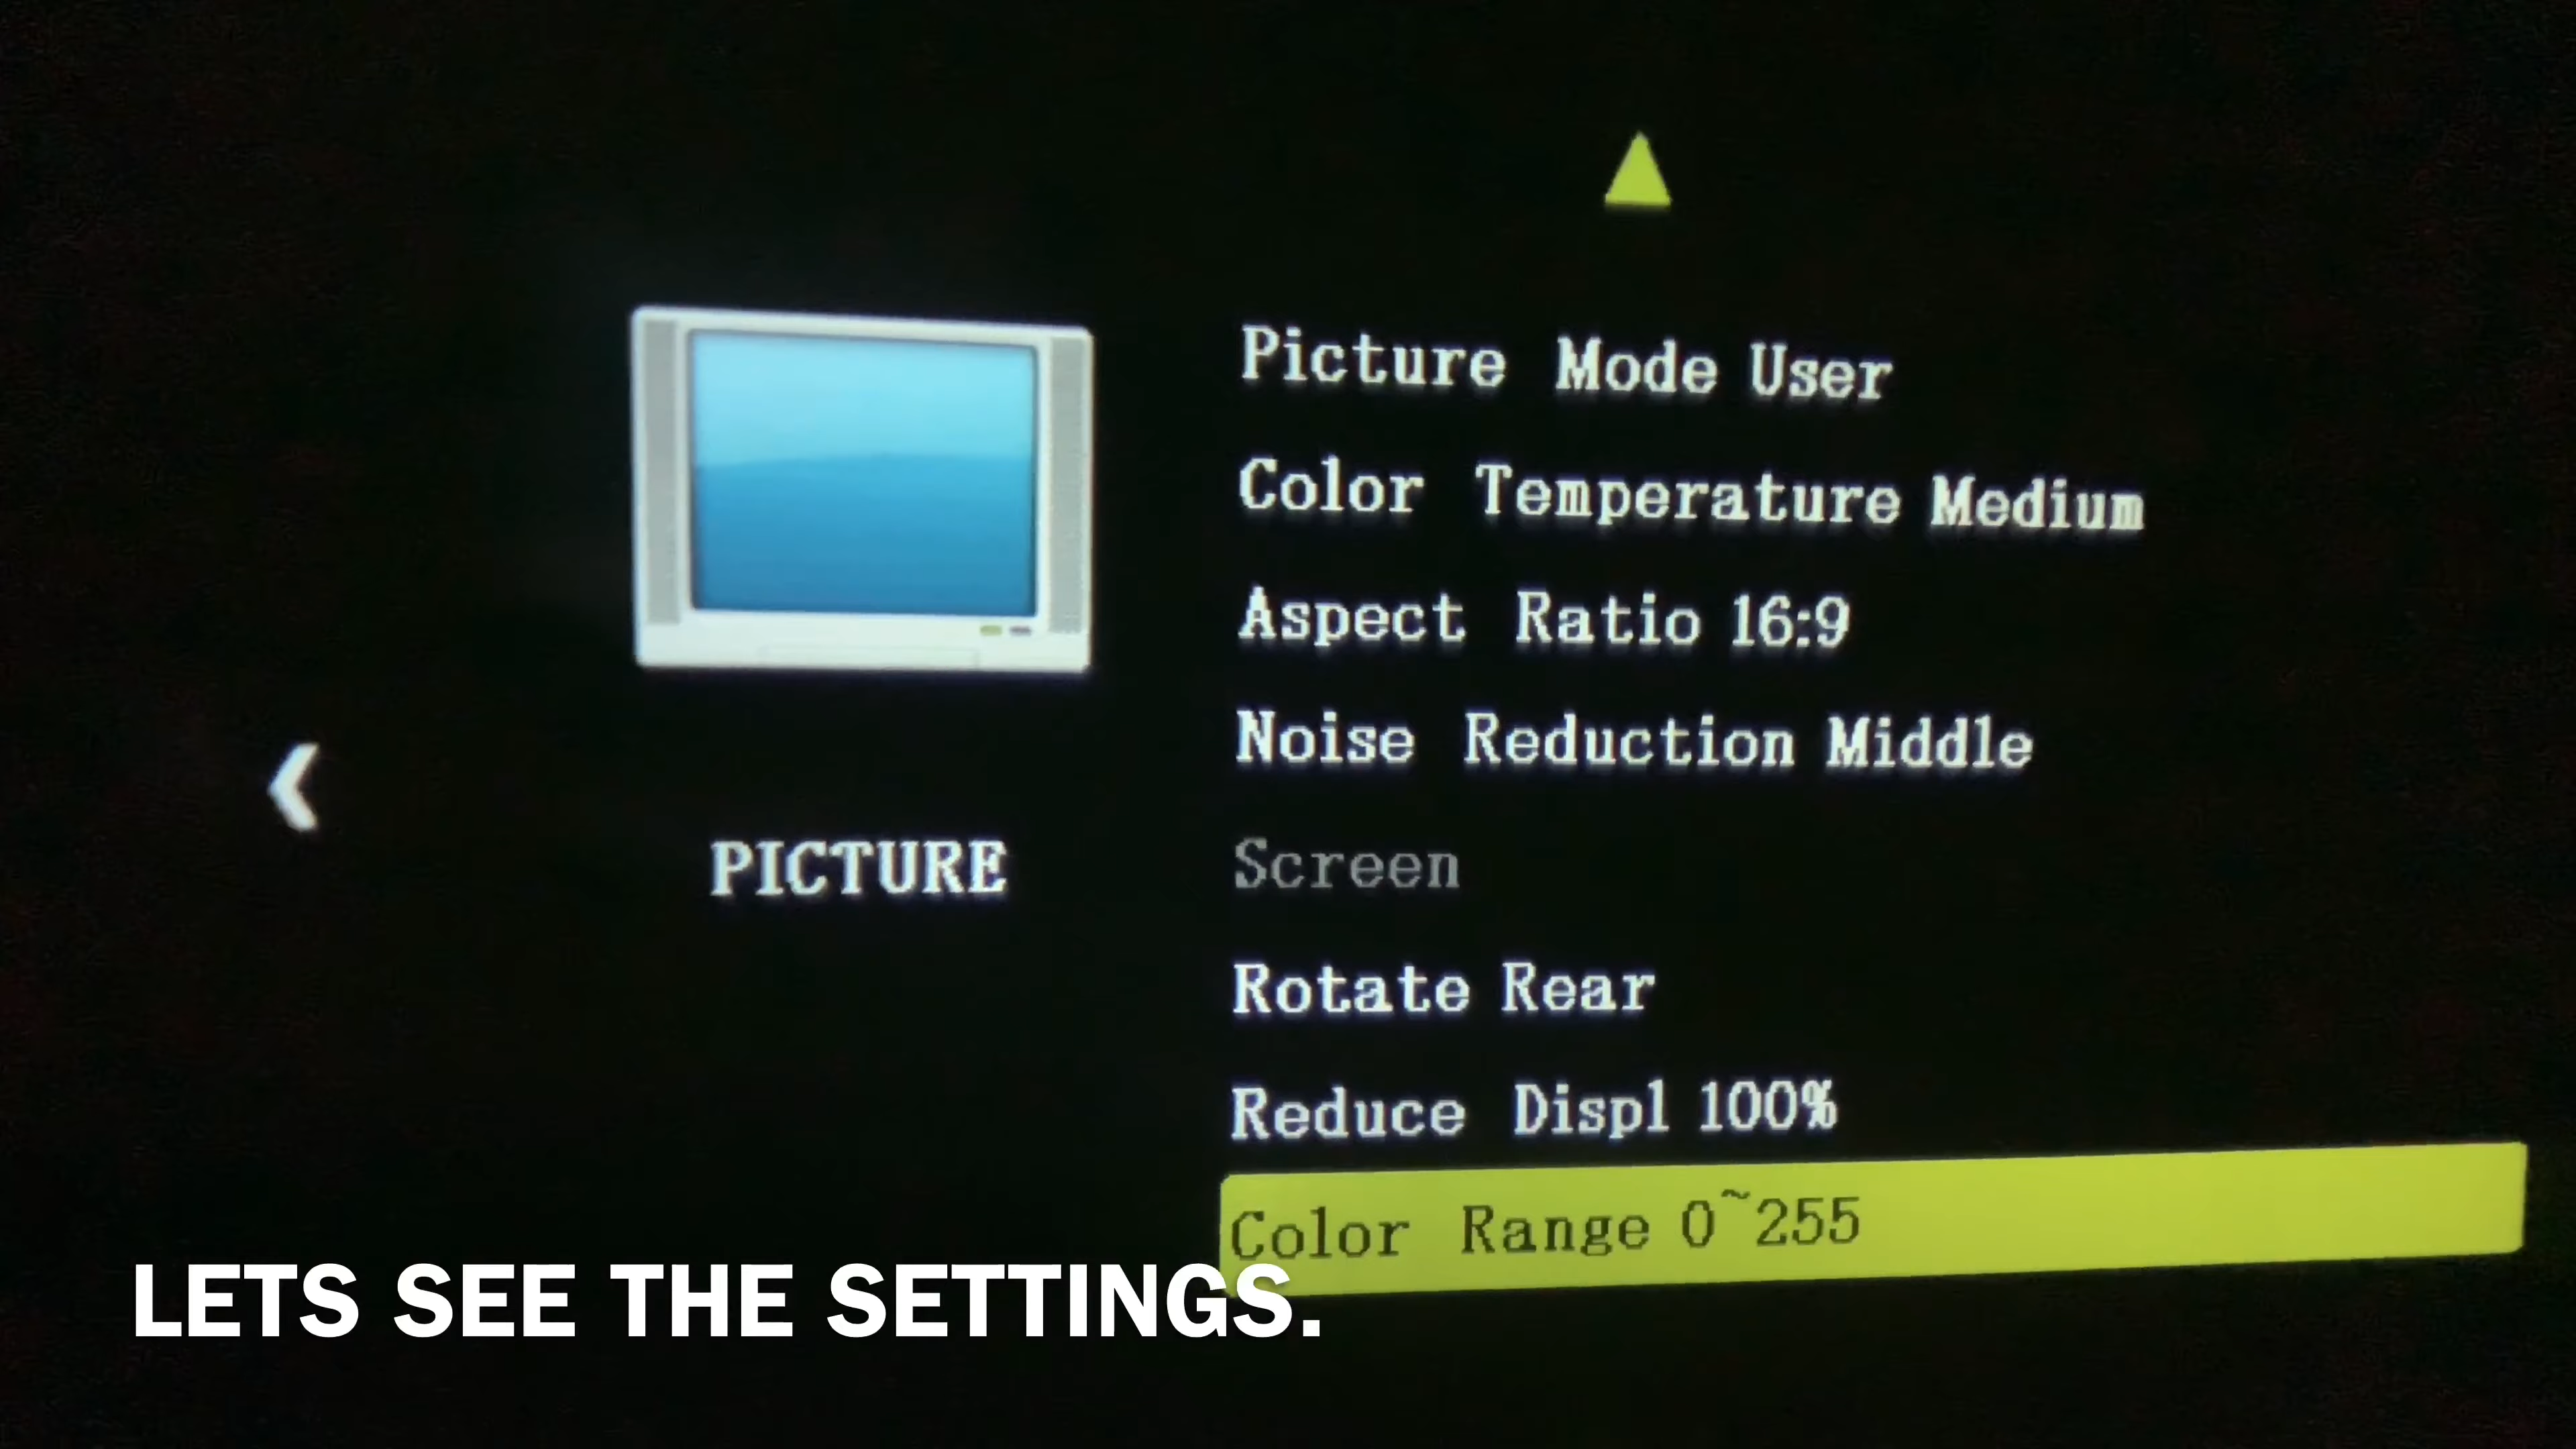 Picture Mode User
Color Temperature Medium
Aspect Ratio 16:9
Noise Reduction Middle
Screen
Rotate Rear
Reduce Displ 100%
Color Range 0~255
PICTURE
LETS SEE THE SETTINGS.